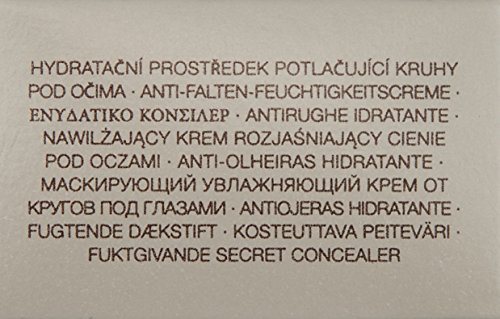 HYDRATAČNÍ PROSTŘEDEK POTLAČUJÍCÍ KRUHY
POD OČIMA · ANTI-FALTEN-FEUCHTIGKEITSCREME ·
ΕΝΥΔΑΤΙΚΟ ΚΟΝΣΙΛΕΡ · ANTIRUGHE IDRATANTE ·
NAWILŻAJĄCY KREM ROZJAŚNIAJĄCY CIENIE
POD OCZAMI · ANTI-OLHEIRAS HIDRATANTE ·
МАСКИРУЮЩИЙ УВЛАЖНЯЮЩИЙ КРЕМ ОТ
КРУГОВ ПОД ГЛАЗАМИ · ANTIOJERAS HIDRATANTE ·
FUGTENDE DÆKSTIFT · KOSTEUTTAVA PEITEVÄRI ·
FUKTGIVANDE SECRET CONCEALER